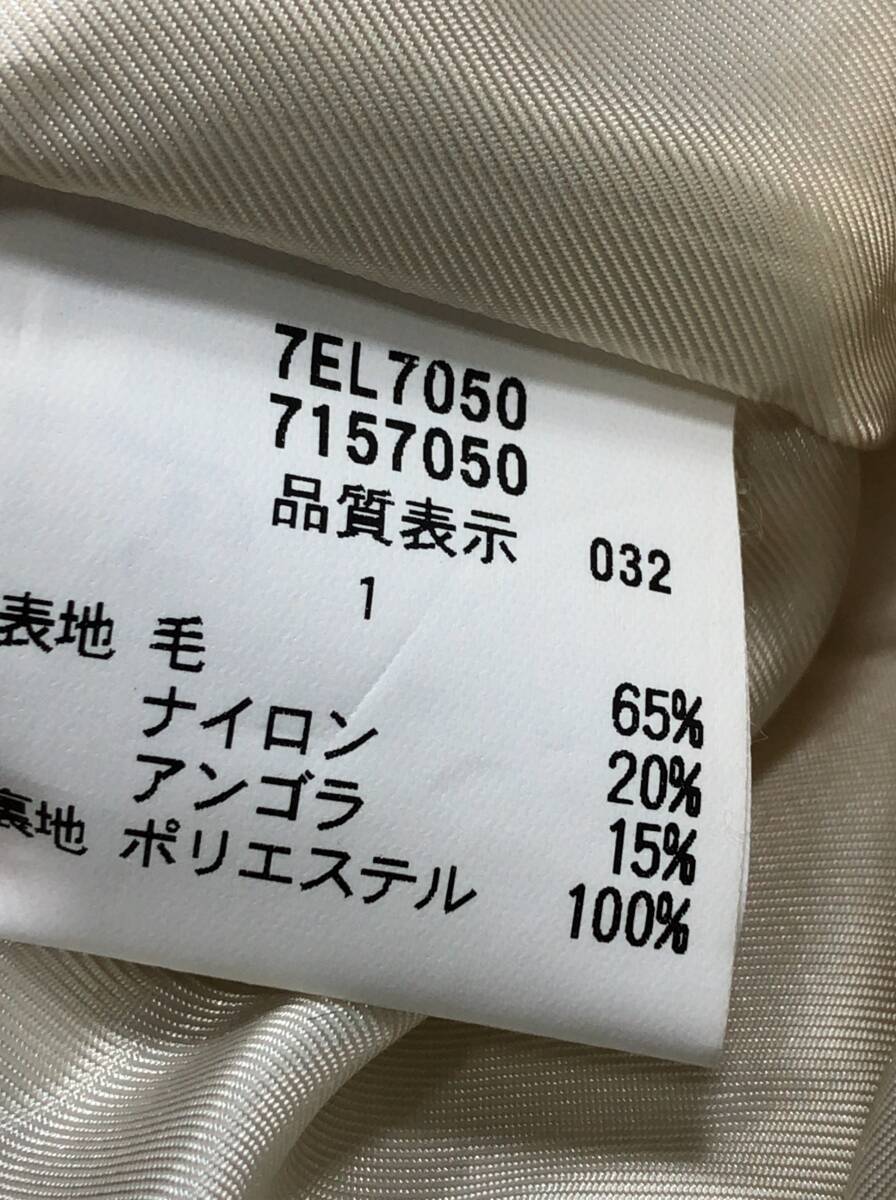 7EL7050
7157050
品質表示 032
1
表地 毛 65%
ナイロン 20%
アンゴラ 15%
裏地 ポリエステル 100%